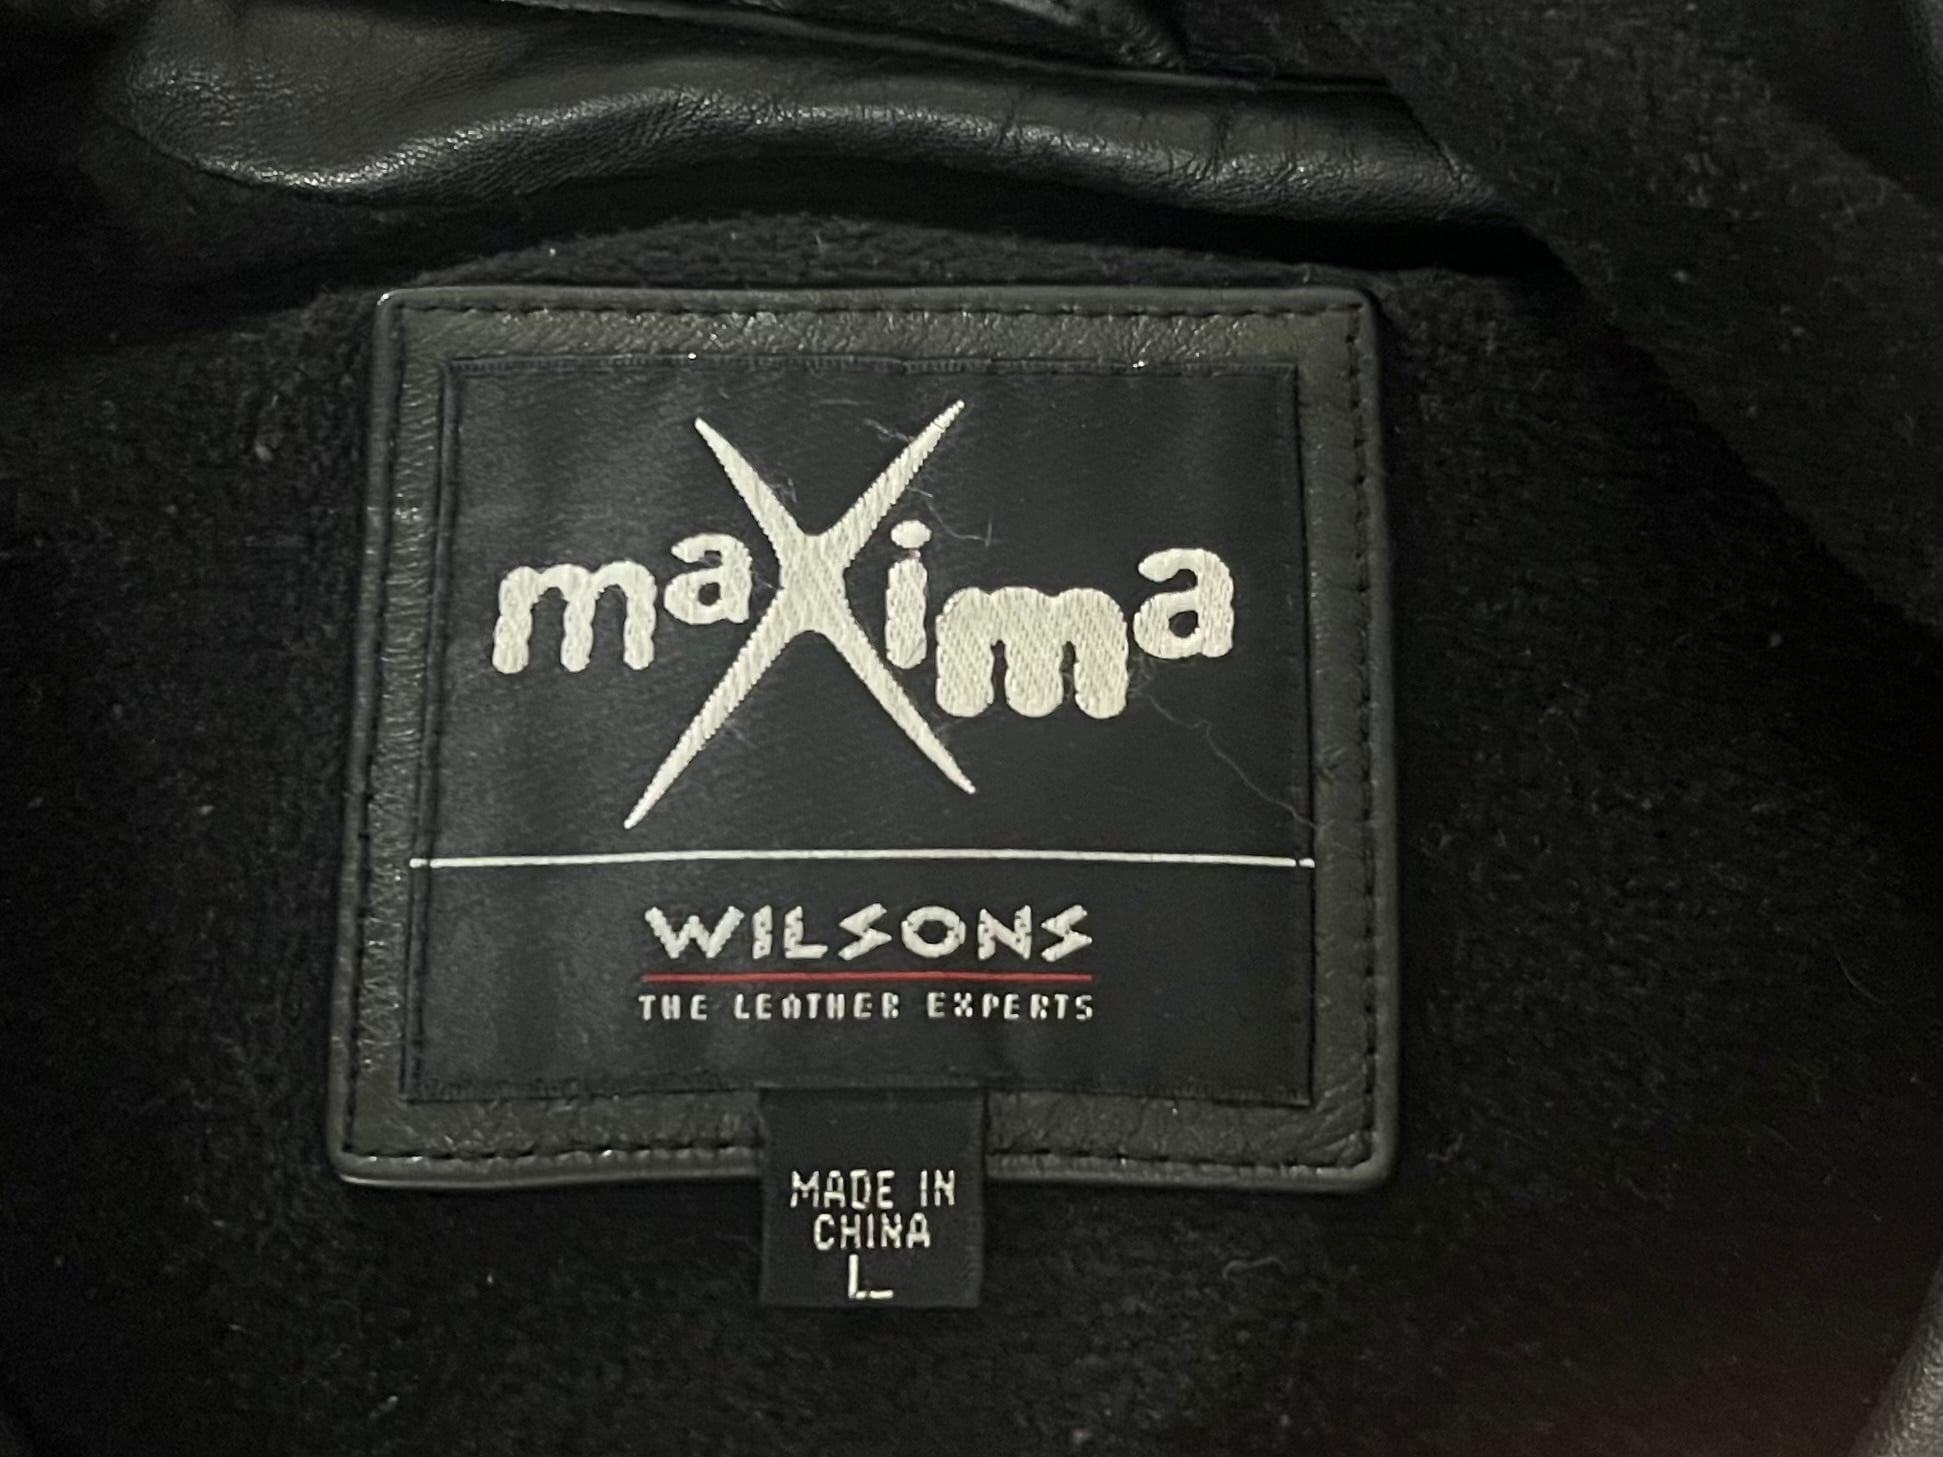 maXima
WILSONS
THE LEATHER EXPERTS
MADE IN
CHINA
L